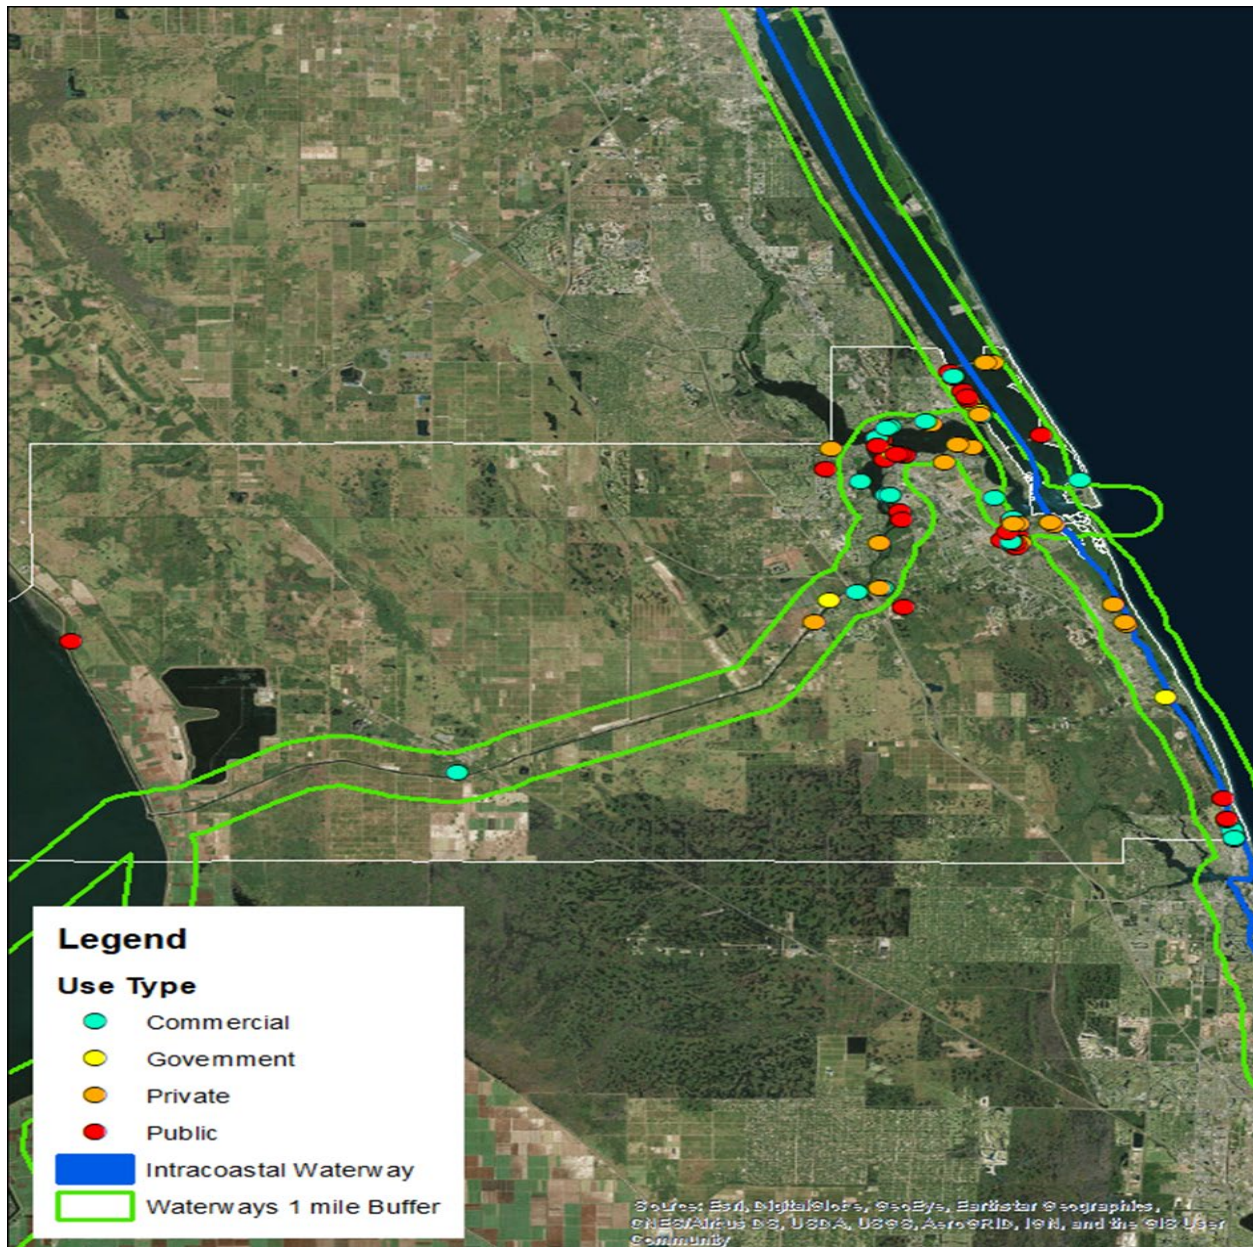 Legend
Use Type
Commercial
Government
Private
Public
Intracoastal Waterway
Waterways 1 mile Buffer
Sources: Esri, DigitalGlobe, GeoEye, Earthstar Geographics,
CNES/Airbus DS, USDA, USGS, AeroGRID, IGN, and the GIS User
Community